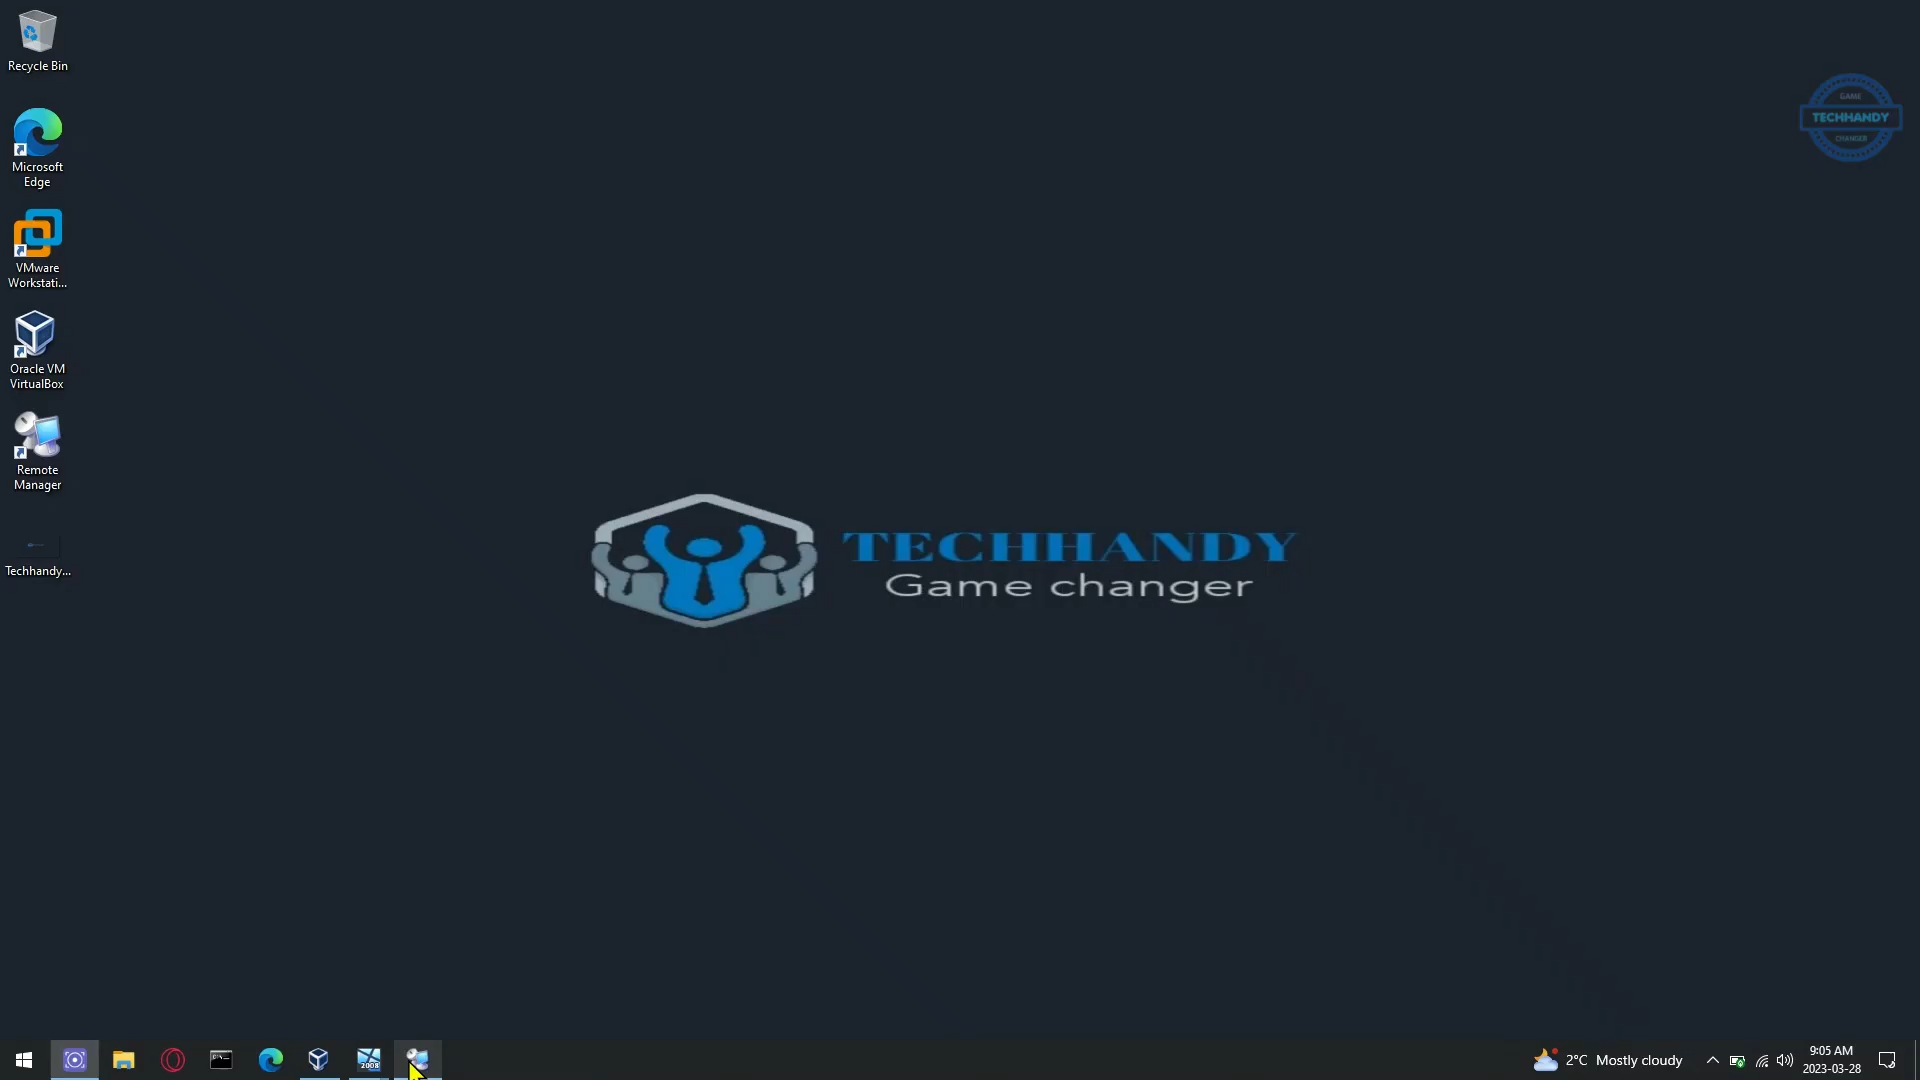 Recycle Bin
Microsoft
Edge
VMware
Workstati...
Oracle VM
VirtualBox
Remote
Manager
Techhandy...
GAME
TECHHANDY
CHANGER
TECHHANDY
Game changer
2008
2°C Mostly cloudy
9:05 AM
2023-03-28